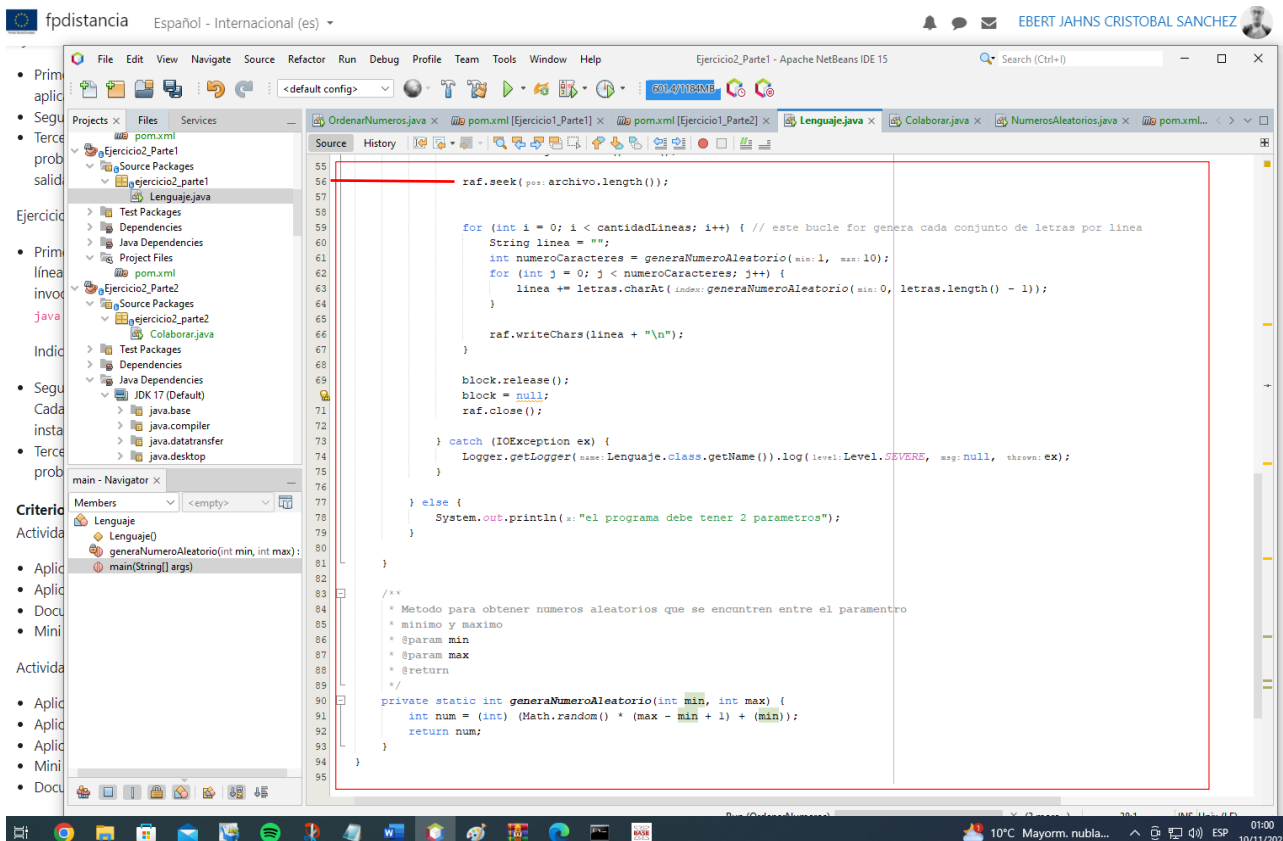 fpdistancia Español - Internacional (es)
EBERT JAHNS CRISTOBAL SANCHEZ
File Edit View Navigate Source Refactor Run Debug Profile Team Tools Window Help
Ejercicio2_Parte1 - Apache NetBeans IDE 15
Search (Ctrl+I)
<default config>
601.4/1184MB
Projects Files Services
OrdenarNumeros.java pom.xml [Ejercicio1_Parte1] pom.xml [Ejercicio1_Parte2] Lenguaje.java Colaborar.java NumerosAleatorios.java pom.xml...
Source History
pom.xml
Ejercicio2_Parte1
Source Packages
ejercicio2_parte1
Lenguaje.java
Test Packages
Dependencies
Java Dependencies
Project Files
pom.xml
Ejercicio2_Parte2
Source Packages
ejercicio2_parte2
Colaborar.java
Test Packages
Dependencies
Java Dependencies
JDK 17 (Default)
java.base
java.compiler
java.datatransfer
java.desktop
main - Navigator
Members <empty>
Lenguaje
Lenguaje()
generaNumeroAleatorio(int min, int max) :
main(String[] args)
55
56 raf.seek( pos: archivo.length());
57
58
59 for (int i = 0; i < cantidadLineas; i++) { // este bucle for genera cada conjunto de letras por linea
60 String linea = "";
61 int numeroCaracteres = generaNumeroAleatorio( min: 1, max: 10);
62 for (int j = 0; j < numeroCaracteres; j++) {
63 linea += letras.charAt( index: generaNumeroAleatorio( min: 0, letras.length() - 1));
64 }
65
66 raf.writeChars(linea + "\n");
67 }
68
69 block.release();
block = null;
71 raf.close();
72
73 } catch (IOException ex) {
74 Logger.getLogger( name: Lenguaje.class.getName()).log( level: Level.SEVERE, msg: null, thrown: ex);
75 }
76
77 } else {
78 System.out.println( x: "el programa debe tener 2 parametros");
79 }
80
81 }
82
83 /**
84 * Metodo para obtener numeros aleatorios que se encuntren entre el paramentro
85 * minimo y maximo
86 * @param min
87 * @param max
88 * @return
89 */
90 private static int generaNumeroAleatorio(int min, int max) {
91 int num = (int) (Math.random() * (max - min + 1) + (min));
92 return num;
93 }
94 }
95
Ejercicio
java
Criterio
Activida
Activida
10°C Mayorm. nubla... ESP 01:00